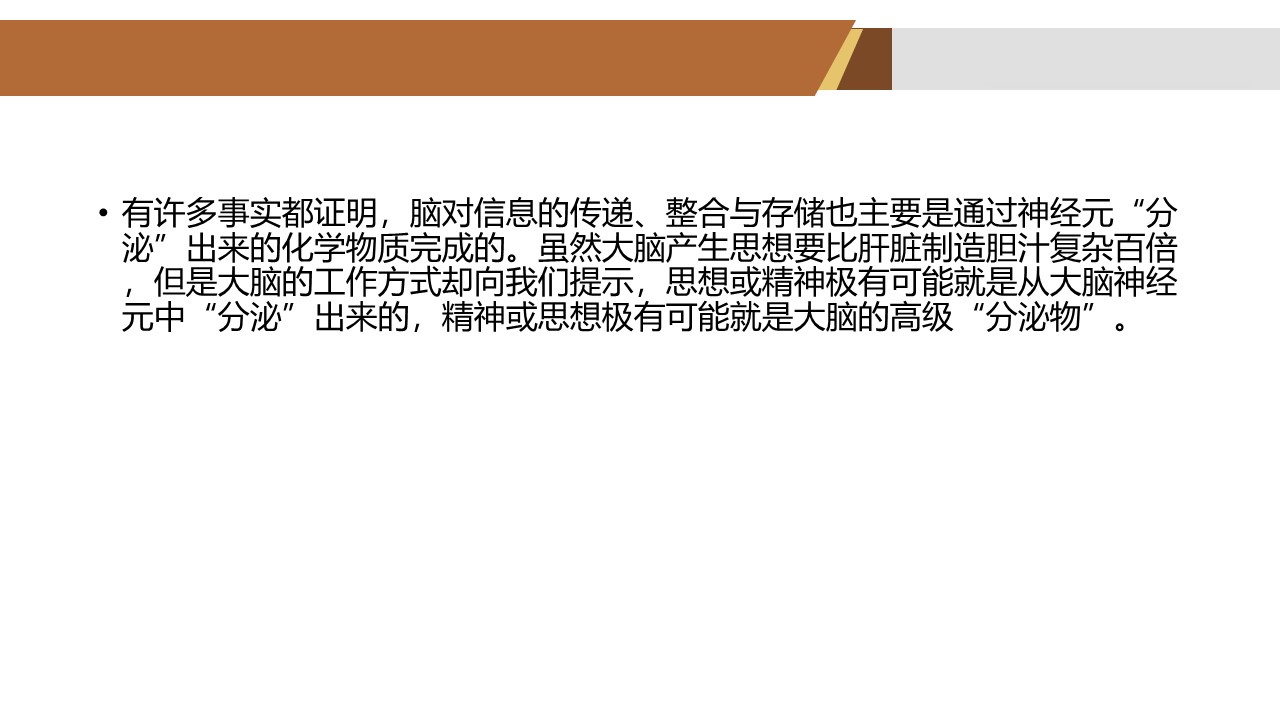 • 有许多事实都证明，脑对信息的传递、整合与存储也主要是通过神经元“分
泌”出来的化学物质完成的。虽然大脑产生思想要比肝脏制造胆汁复杂百倍
，但是大脑的工作方式却向我们提示，思想或精神极有可能就是从大脑神经
元中“分泌”出来的，精神或思想极有可能就是大脑的高级“分泌物”。